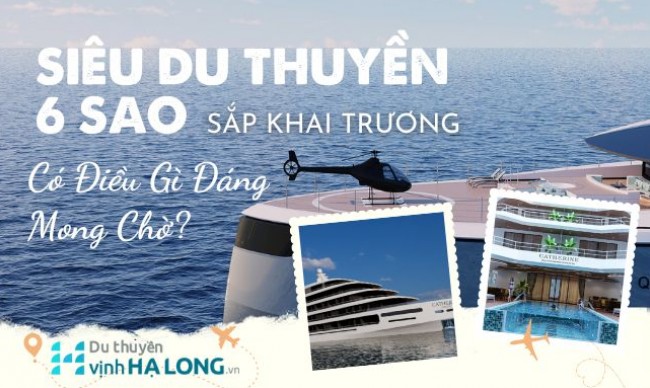 SIÊU DU THUYỀN
6 SAO SẮP KHAI TRƯƠNG
Có Điều Gì Đáng
Mong Chờ?
CATHERINE
Du thuyền
vịnh HẠ LONG.vn